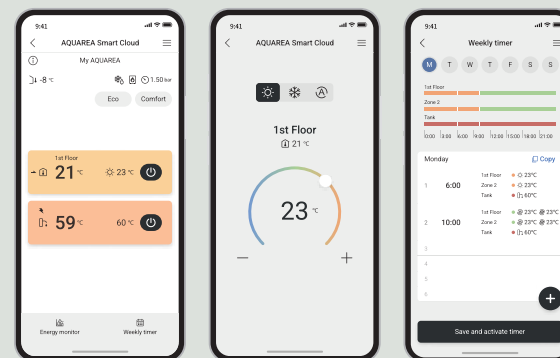 9:41
AQUAREA Smart Cloud
My AQUAREA
-8 °C
1.50 bar
Eco
Comfort
1st Floor
21 °C
23 °C
59 °C
60 °C
Energy monitor
Weekly timer
9:41
AQUAREA Smart Cloud
1st Floor
21 °C
23 °C
9:41
Weekly timer
M T W T F S S
1st Floor
Zone 2
Tank
0:00 3:00 6:00 9:00 12:00 15:00 18:00 21:00
Monday
Copy
1
6:00
1st Floor 23°C
Zone 2 23°C
Tank 60°C
2
10:00
1st Floor 23°C 23°C
Zone 2 23°C 23°C
Tank 60°C
3
4
5
6
Save and activate timer